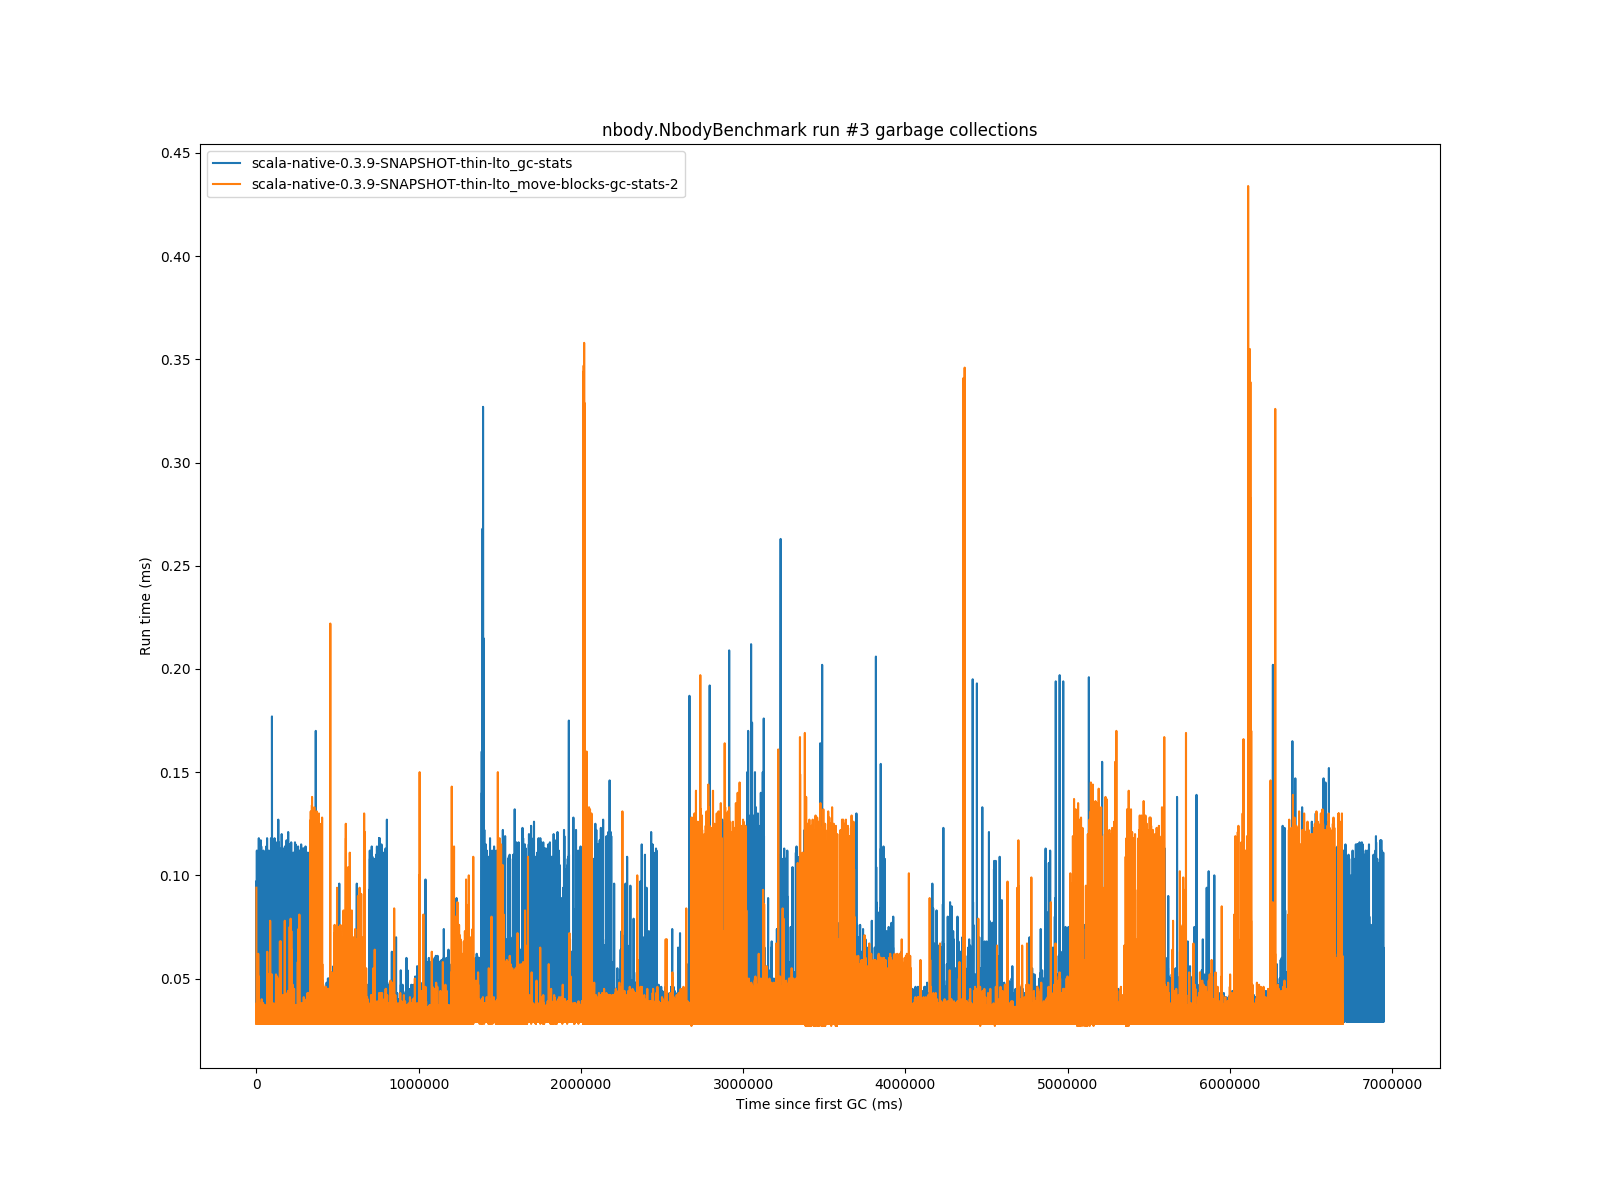 nbody.NbodyBenchmark run #3 garbage collections
scala-native-0.3.9-SNAPSHOT-thin-lto_gc-stats
scala-native-0.3.9-SNAPSHOT-thin-lto_move-blocks-gc-stats-2
0.45
0.40
0.35
0.30
0.25
0.20
0.15
0.10
0.05
Run time (ms)
0 1000000 2000000 3000000 4000000 5000000 6000000 7000000
Time since first GC (ms)